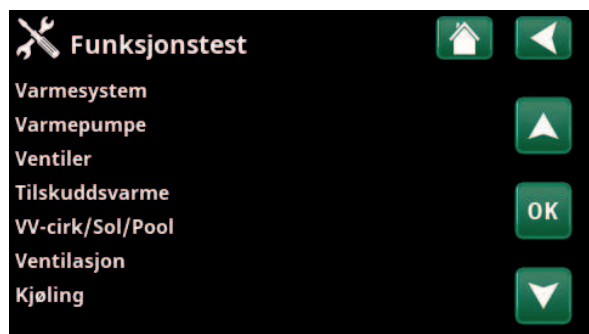 Funksjonstest
Varmesystem
Varmepumpe
Ventiler
Tilskuddsvarme
VV-cirk/Sol/Pool
Ventilasjon
Kjøling
OK